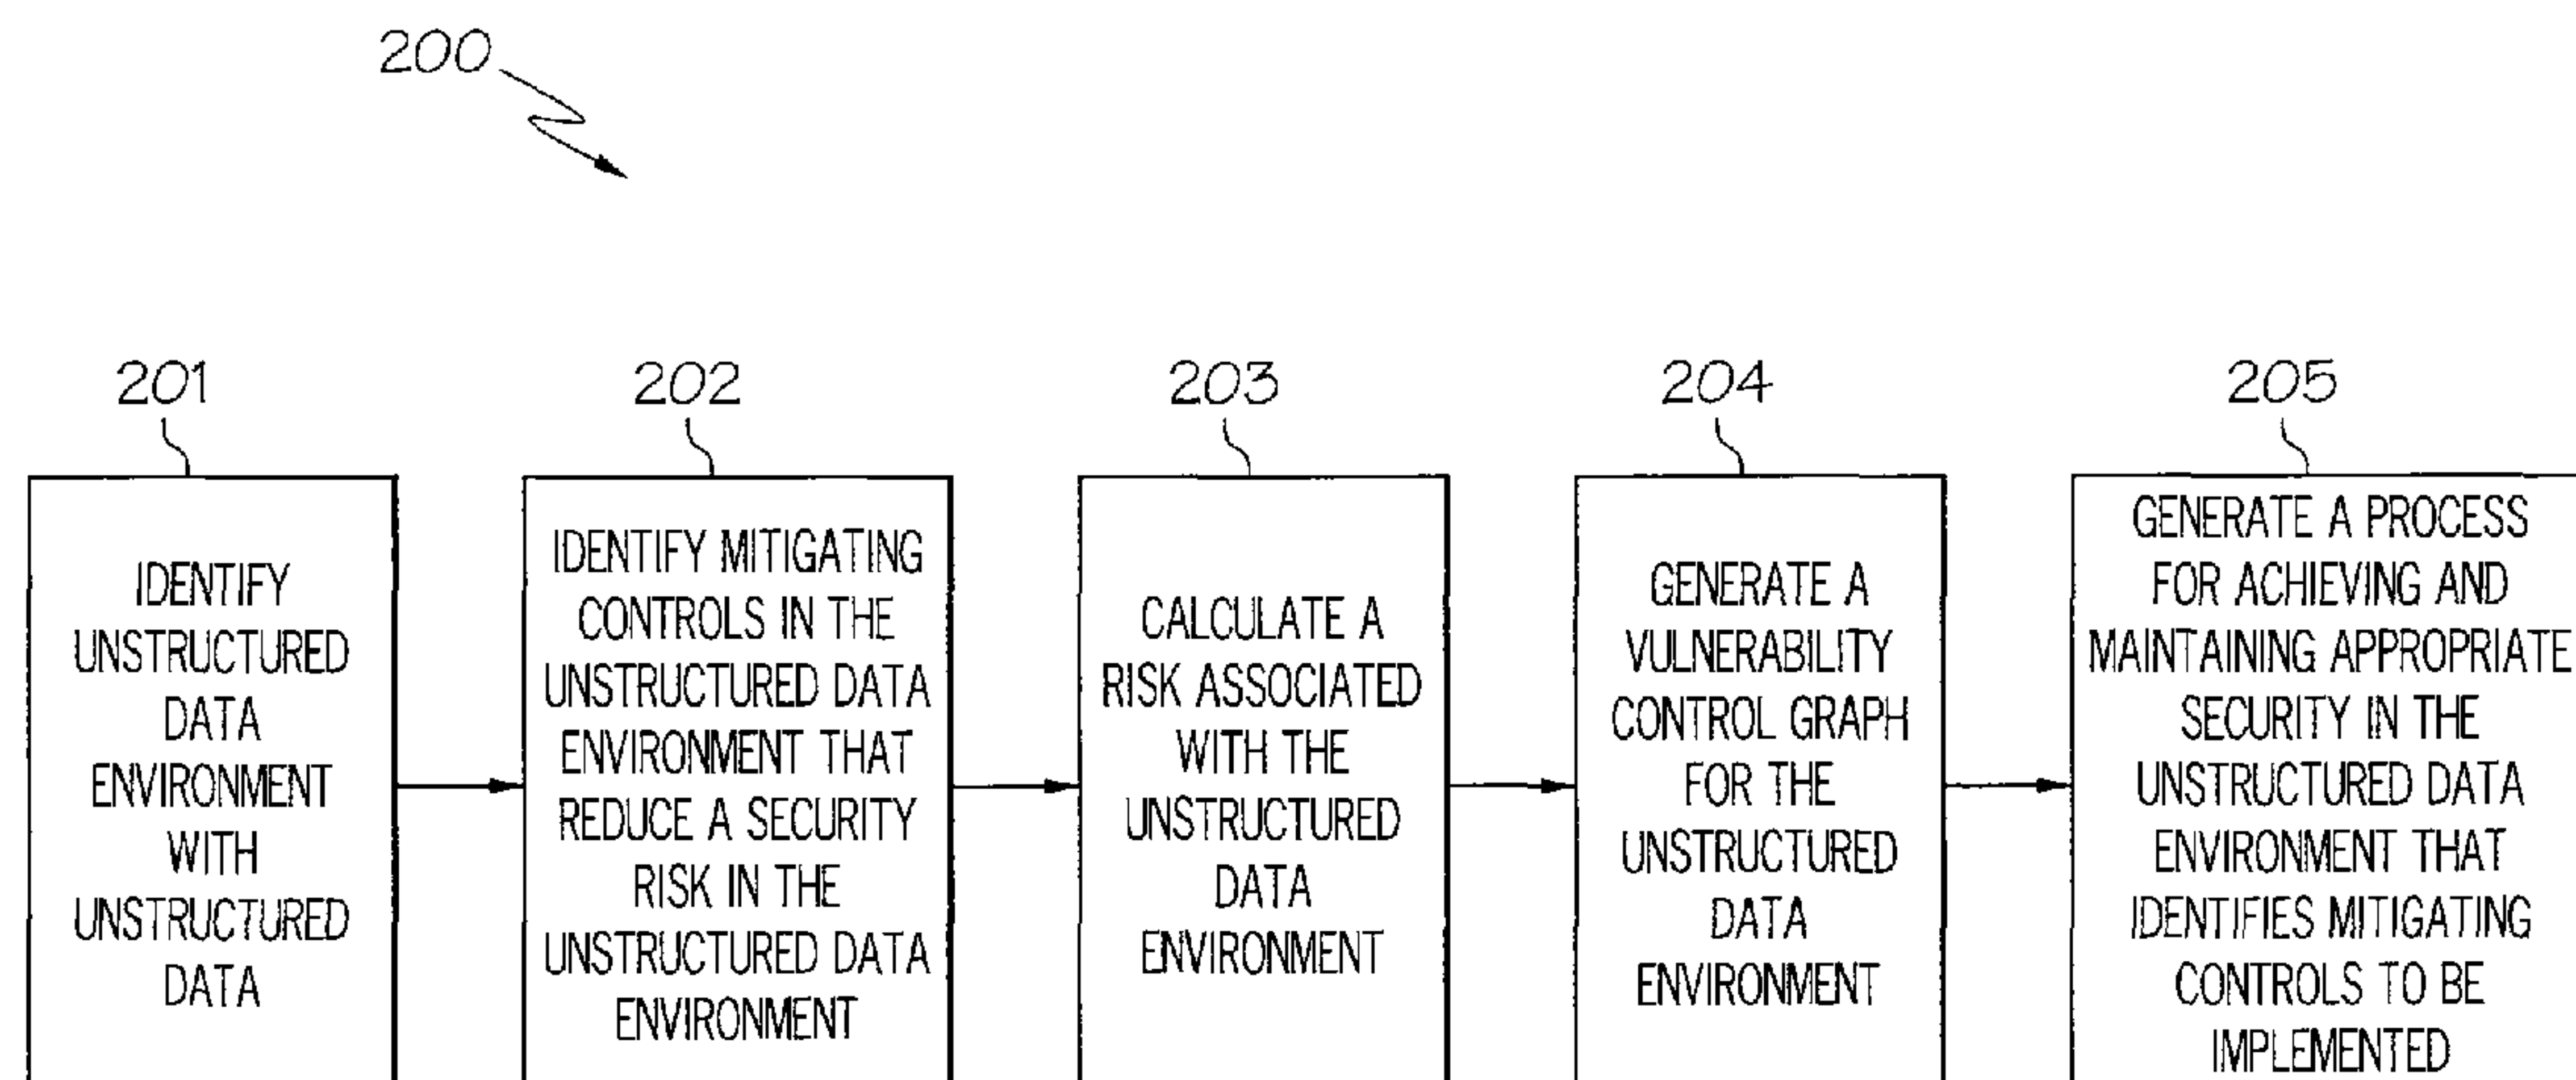 200
201
IDENTIFY
UNSTRUCTURED
DATA
ENVIRONMENT
WITH
UNSTRUCTURED
DATA
202
IDENTIFY MITIGATING
CONTROLS IN THE
UNSTRUCTURED DATA
ENVIRONMENT THAT
REDUCE A SECURITY
RISK IN THE
UNSTRUCTURED DATA
ENVIRONMENT
203
CALCULATE A
RISK ASSOCIATED
WITH THE
UNSTRUCTURED
DATA
ENVIRONMENT
204
GENERATE A
VULNERABILITY
CONTROL GRAPH
FOR THE
UNSTRUCTURED
DATA
ENVIRONMENT
205
GENERATE A PROCESS
FOR ACHIEVING AND
MAINTAINING APPROPRIATE
SECURITY IN THE
UNSTRUCTURED DATA
ENVIRONMENT THAT
IDENTIFIES MITIGATING
CONTROLS TO BE
IMPLEMENTED